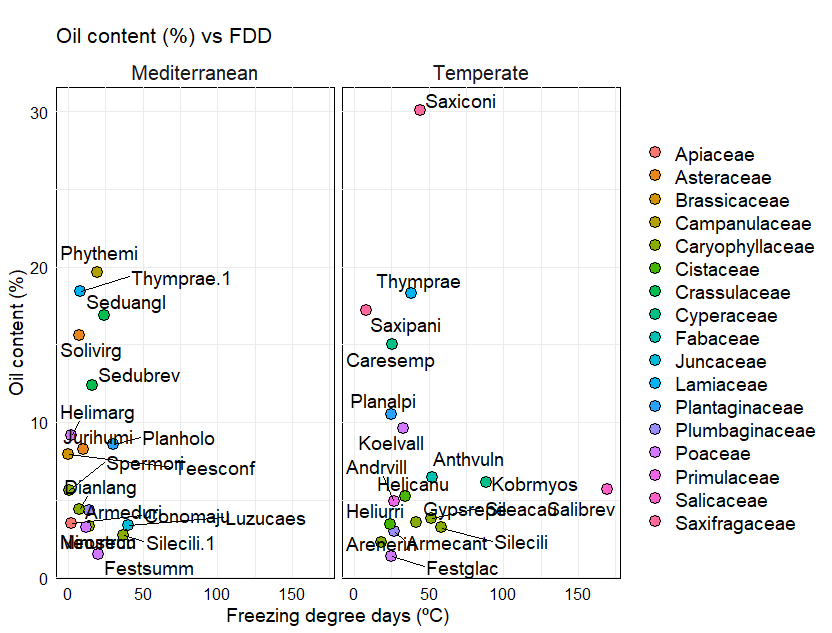 Oil content (%) vs FDD
Mediterranean
Temperate
Oil content (%)
30
20
10
0
Phythemi
Thymprae.1
Seduangl
Solivirg
Sedubrev
Helimarg
Jurihumi
Planholo
Spermori
Teesconf
Dianlang
Armeduri
Conomaju
Luzucaes
Silecili.1
Festsumm
Saxiconi
Thymprae
Saxipani
Caresemp
Planalpi
Koelvall
Andrvill
Anthvuln
Helicanu
Kobrmyos
Heliurri
Gypsrepe
Sileacau
Salibrev
Armecant
Silecili
Festglac
0
50
100
150
0
50
100
150
Freezing degree days (ºC)
Apiaceae
Asteraceae
Brassicaceae
Campanulaceae
Caryophyllaceae
Cistaceae
Crassulaceae
Cyperaceae
Fabaceae
Juncaceae
Lamiaceae
Plantaginaceae
Plumbaginaceae
Poaceae
Primulaceae
Salicaceae
Saxifragaceae